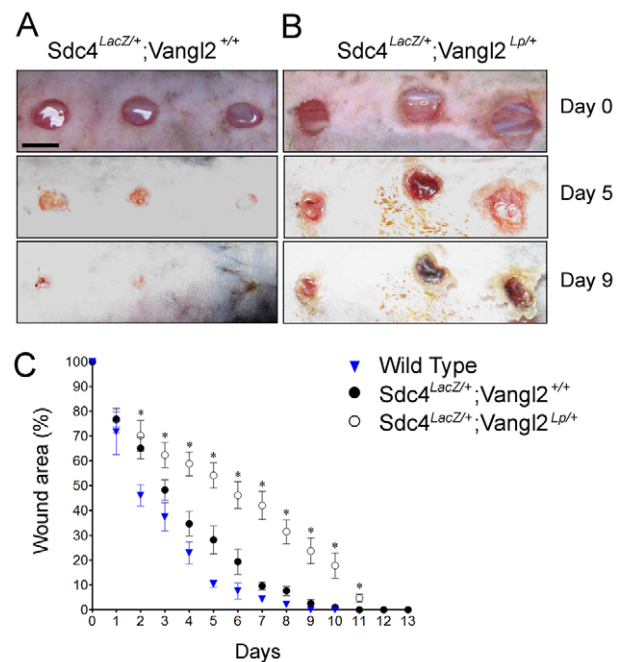 A
Sdc4LacZ/+;Vangl2+/+
B
Sdc4LacZ/+;Vangl2Lp/+
Day 0
Day 5
Day 9
C
Wild Type
Sdc4LacZ/+;Vangl2+/+
Sdc4LacZ/+;Vangl2Lp/+
Wound area (%)
100
90
80
70
60
50
40
30
20
10
0
* * * * * * * * * *
0 1 2 3 4 5 6 7 8 9 10 11 12 13
Days